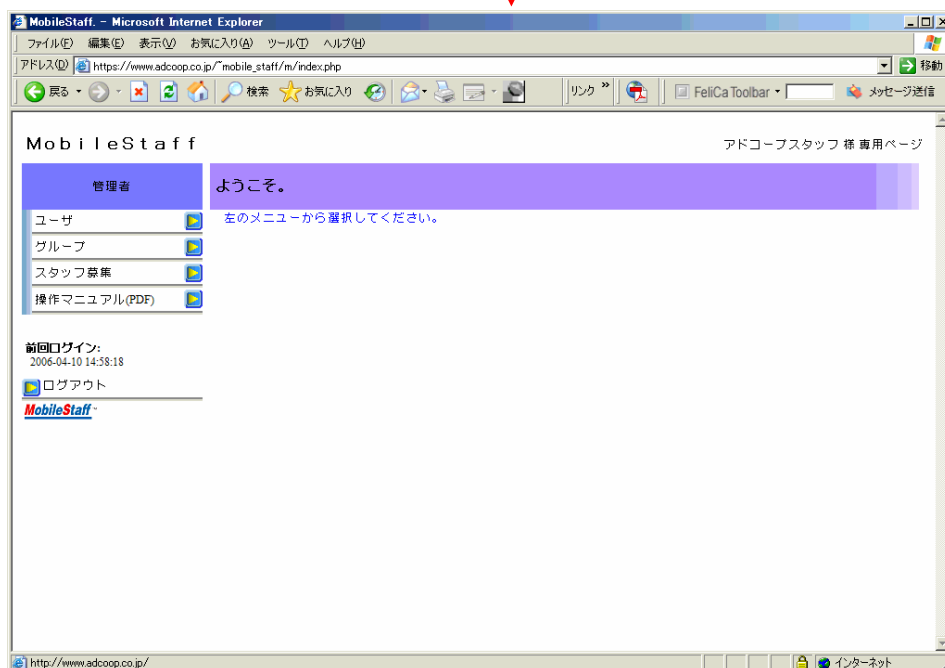 MobileStaff. - Microsoft Internet Explorer
ファイル(F) 編集(E) 表示(V) お気に入り(A) ツール(T) ヘルプ(H)
アドレス(D) https://www.adcoop.co.jp/~mobile_staff/m/index.php 移動
戻る 検索 お気に入り リンク » FeliCa Toolbar メッセージ送信
MobileStaff アドコープスタッフ 様 専用ページ
管理者 ようこそ。
ユーザ 左のメニューから選択してください。
グループ
スタッフ募集
操作マニュアル(PDF)
前回ログイン:
2006-04-10 14:58:18
ログアウト
MobileStaff
http://www.adcoop.co.jp/ インターネット